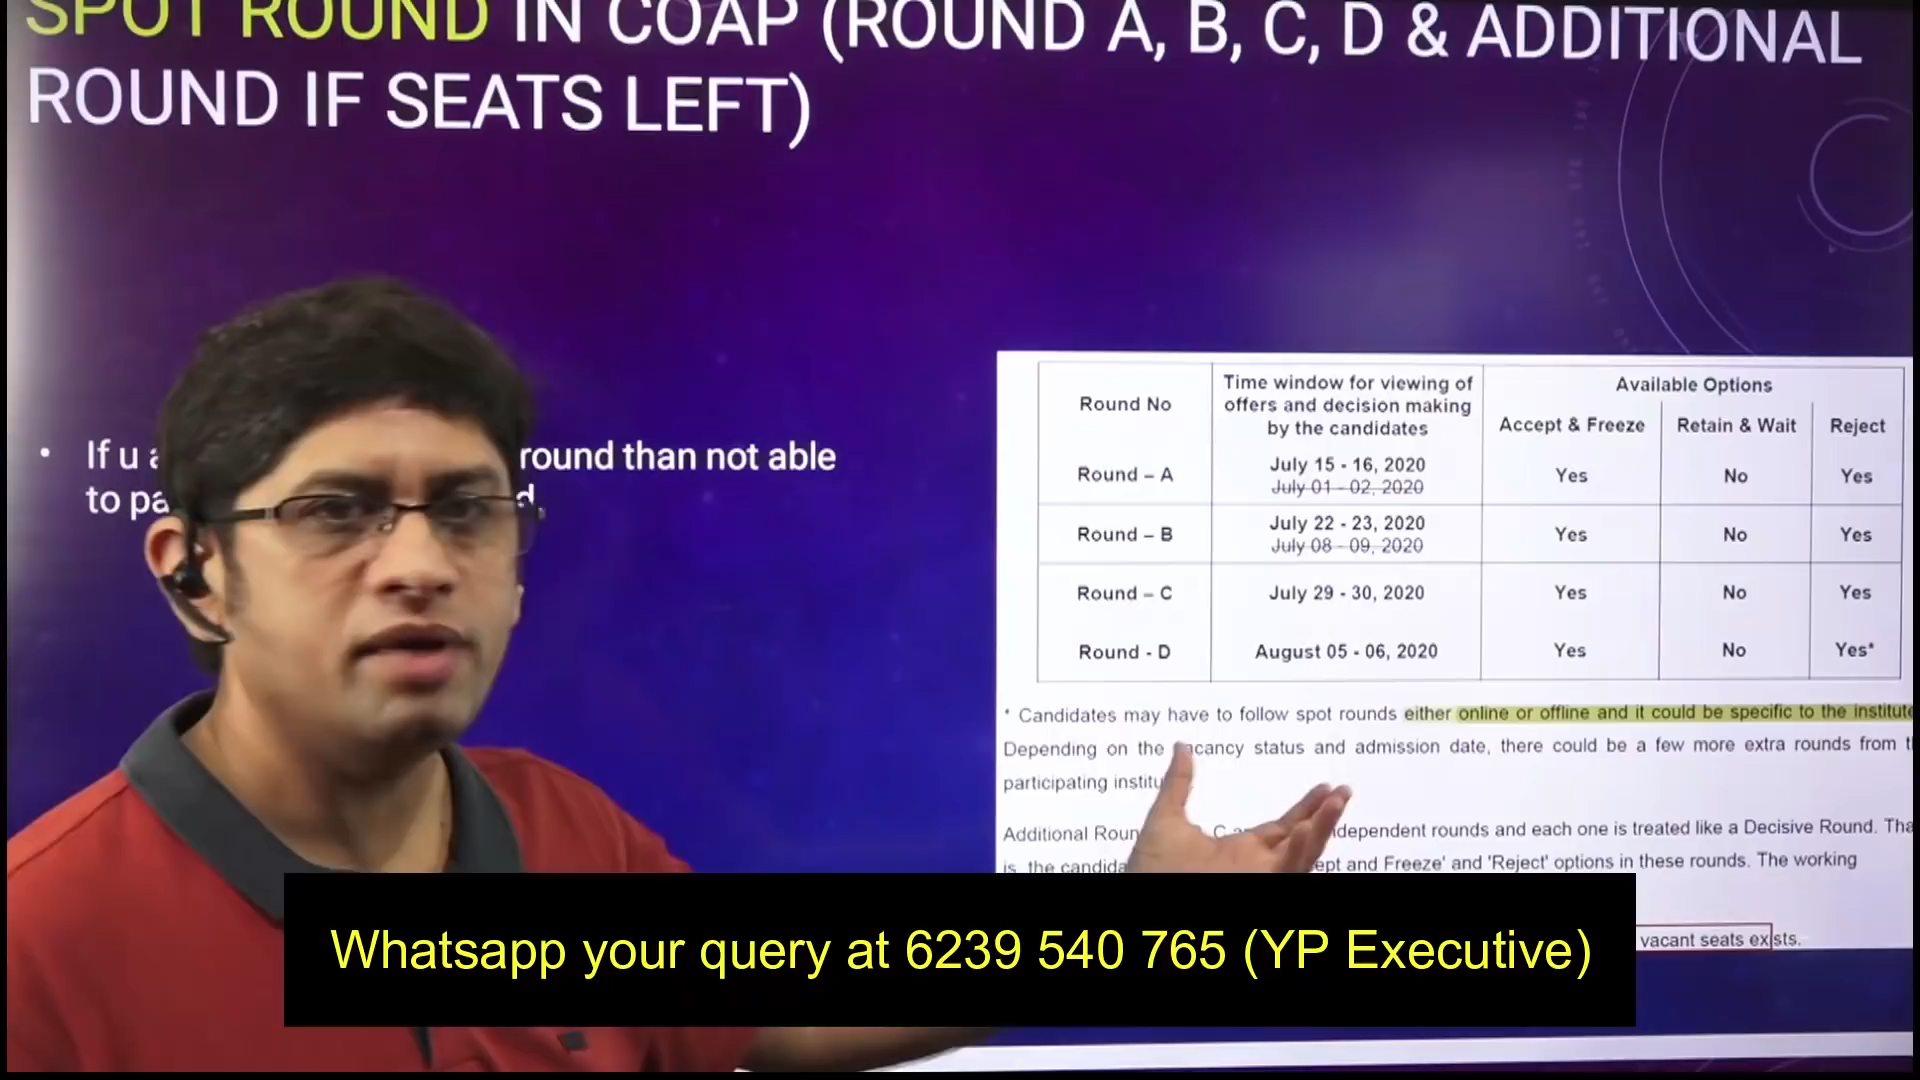 SPOT ROUND IN COAP (ROUND A, B, C, D & ADDITIONAL
ROUND IF SEATS LEFT)
• If u round than not able
to pa d.
Round No
Time window for viewing of
offers and decision making
by the candidates
Available Options
Accept & Freeze Retain & Wait Reject
Round – A July 15 - 16, 2020 Yes No Yes
July 01 - 02, 2020
Round – B July 22 - 23, 2020 Yes No Yes
July 08 - 09, 2020
Round – C July 29 - 30, 2020 Yes No Yes
Round - D August 05 - 06, 2020 Yes No Yes*
* Candidates may have to follow spot rounds either online or offline and it could be specific to the institute
Depending on the vacancy status and admission date, there could be a few more extra rounds from
participating institu
Additional Roun C dependent rounds and each one is treated like a Decisive Round. Tha
is, the candida ept and Freeze' and 'Reject' options in these rounds. The working
vacant seats exists.
Whatsapp your query at 6239 540 765 (YP Executive)